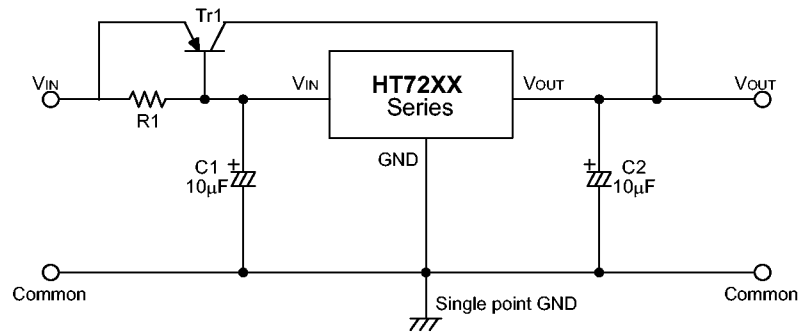 Tr1
VIN
R1
VIN
HT72XX
Series
VOUT
VOUT
GND
C1
10µF
+
C2
10µF
+
Common
Single point GND
Common